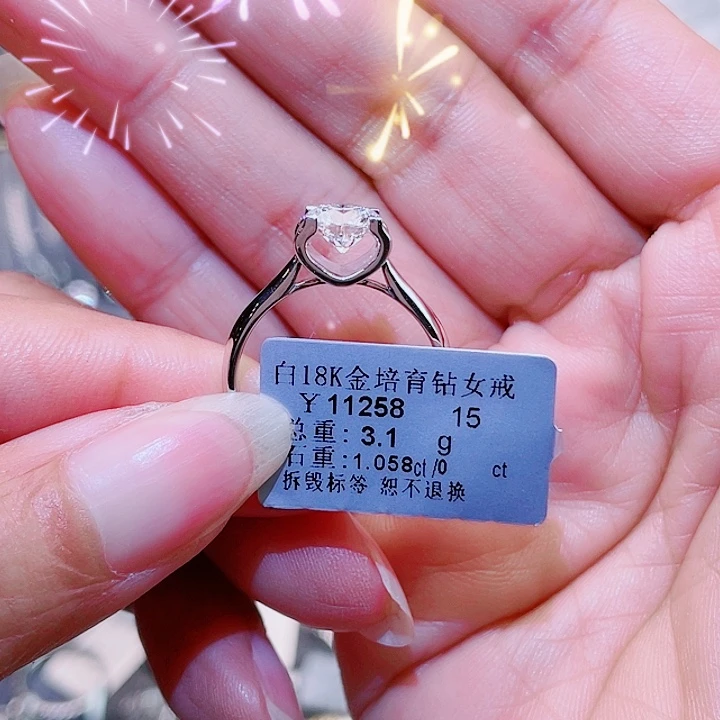 白18K金培育钻女戒
¥11258 15
总重: 3.1 g
石重:1.058ct/0 ct
拆毁标签 恕不退换